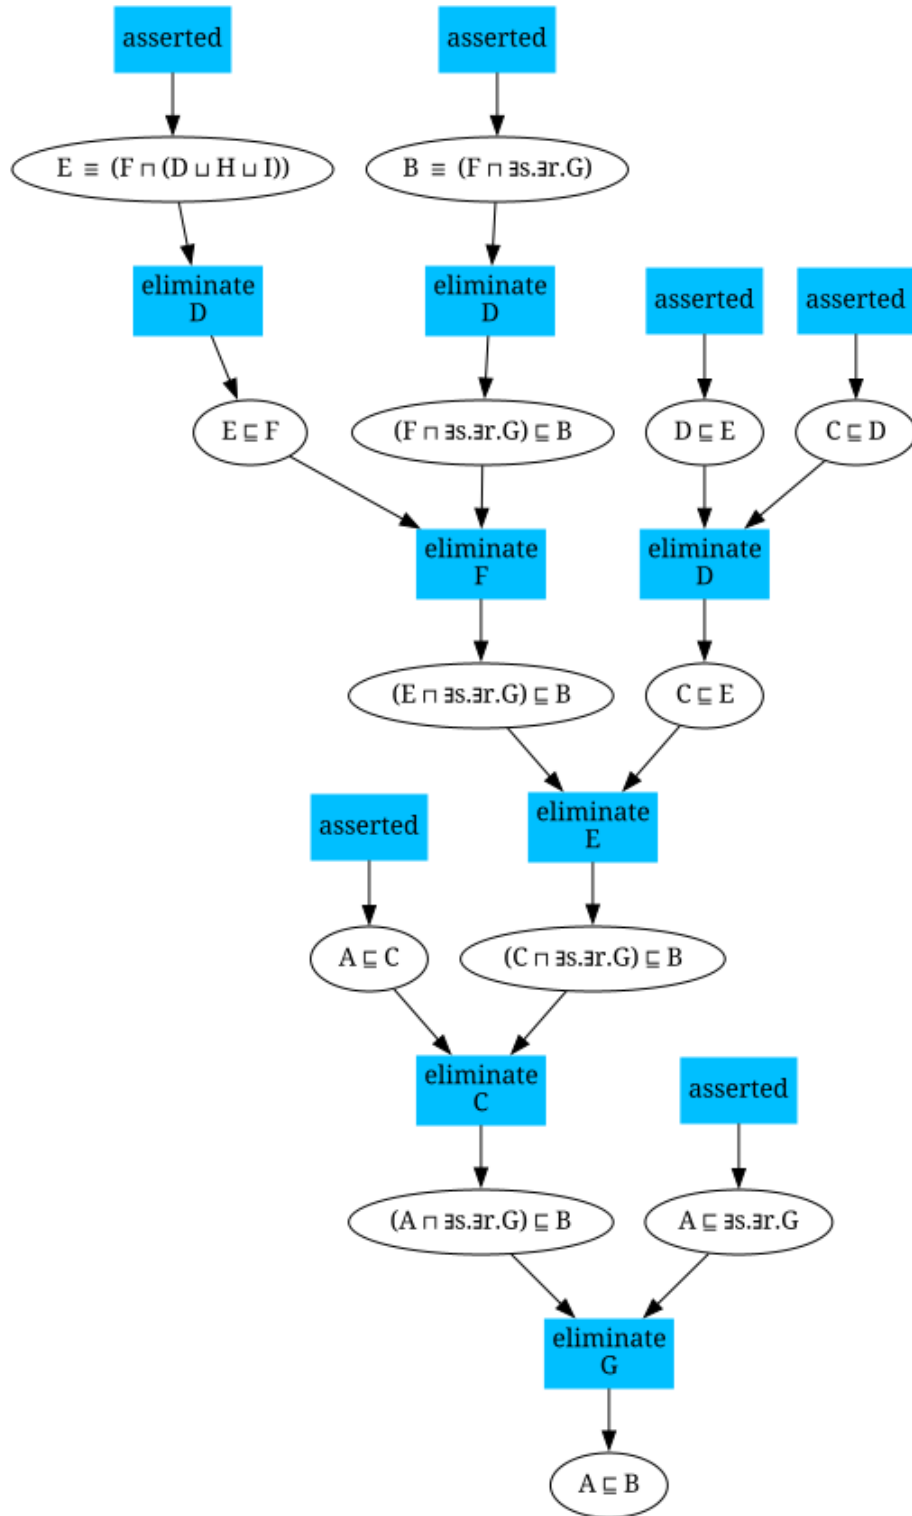 asserted
asserted
E ≡ (F ⊓ (D ⊔ H ⊔ I))
B ≡ (F ⊓ ∃s.∃r.G)
eliminate
D
eliminate
D
asserted
asserted
E ⊑ F
(F ⊓ ∃s.∃r.G) ⊑ B
D ⊑ E
C ⊑ D
eliminate
F
eliminate
D
(E ⊓ ∃s.∃r.G) ⊑ B
C ⊑ E
asserted
eliminate
E
A ⊑ C
(C ⊓ ∃s.∃r.G) ⊑ B
eliminate
C
asserted
(A ⊓ ∃s.∃r.G) ⊑ B
A ⊑ ∃s.∃r.G
eliminate
G
A ⊑ B